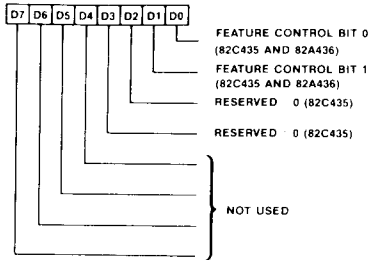 D7 D6 D5 D4 D3 D2 D1 D0
FEATURE CONTROL BIT 0
(82C435 AND 82A436)
FEATURE CONTROL BIT 1
(82C435 AND 82A436)
RESERVED 0 (82C435)
RESERVED 0 (82C435)
NOT USED